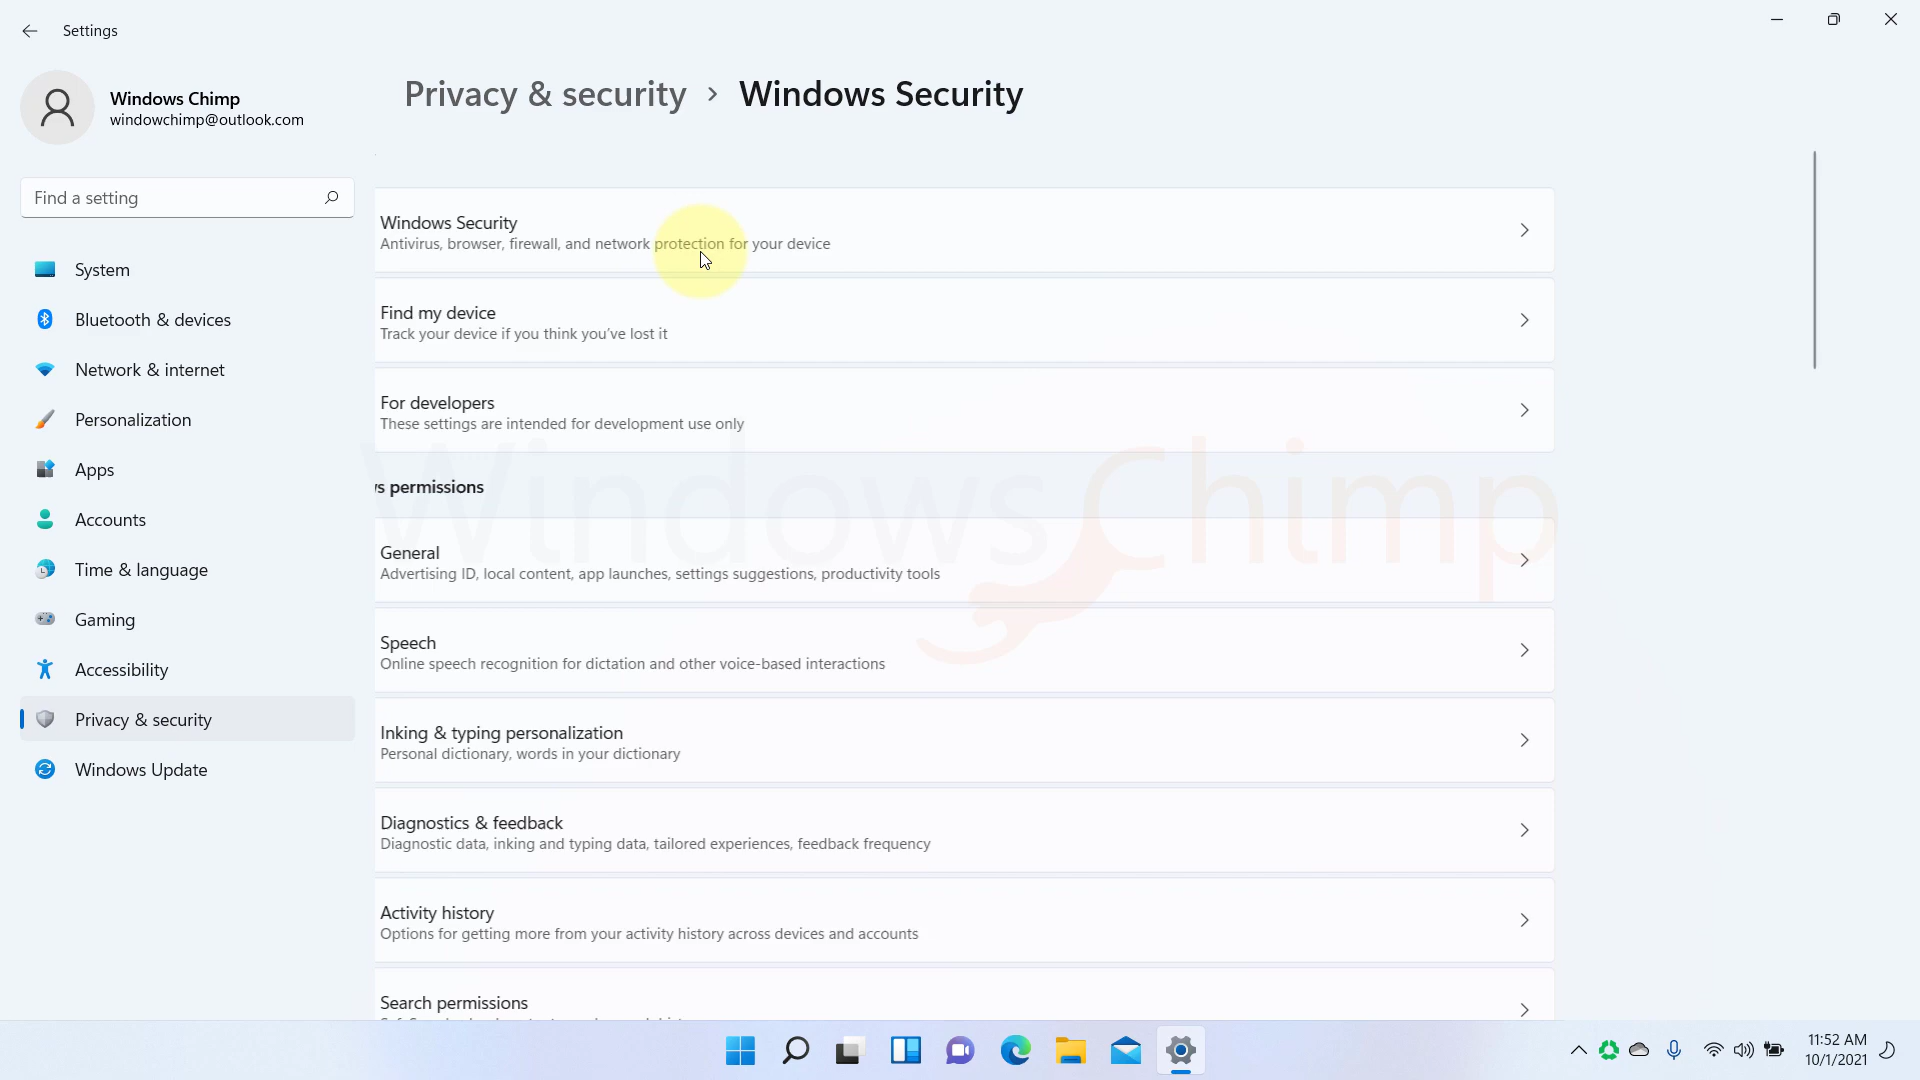 Settings
Windows Chimp
windowchimp@outlook.com
Privacy & security > Windows Security
Find a setting
System
Bluetooth & devices
Network & internet
Personalization
Apps
Accounts
Time & language
Gaming
Accessibility
Privacy & security
Windows Update
Windows Security
Antivirus, browser, firewall, and network protection for your device
Find my device
Track your device if you think you've lost it
For developers
These settings are intended for development use only
permissions
General
Advertising ID, local content, app launches, settings suggestions, productivity tools
Speech
Online speech recognition for dictation and other voice-based interactions
Inking & typing personalization
Personal dictionary, words in your dictionary
Diagnostics & feedback
Diagnostic data, inking and typing data, tailored experiences, feedback frequency
Activity history
Options for getting more from your activity history across devices and accounts
Search permissions
WindowsChimp
11:52 AM
10/1/2021